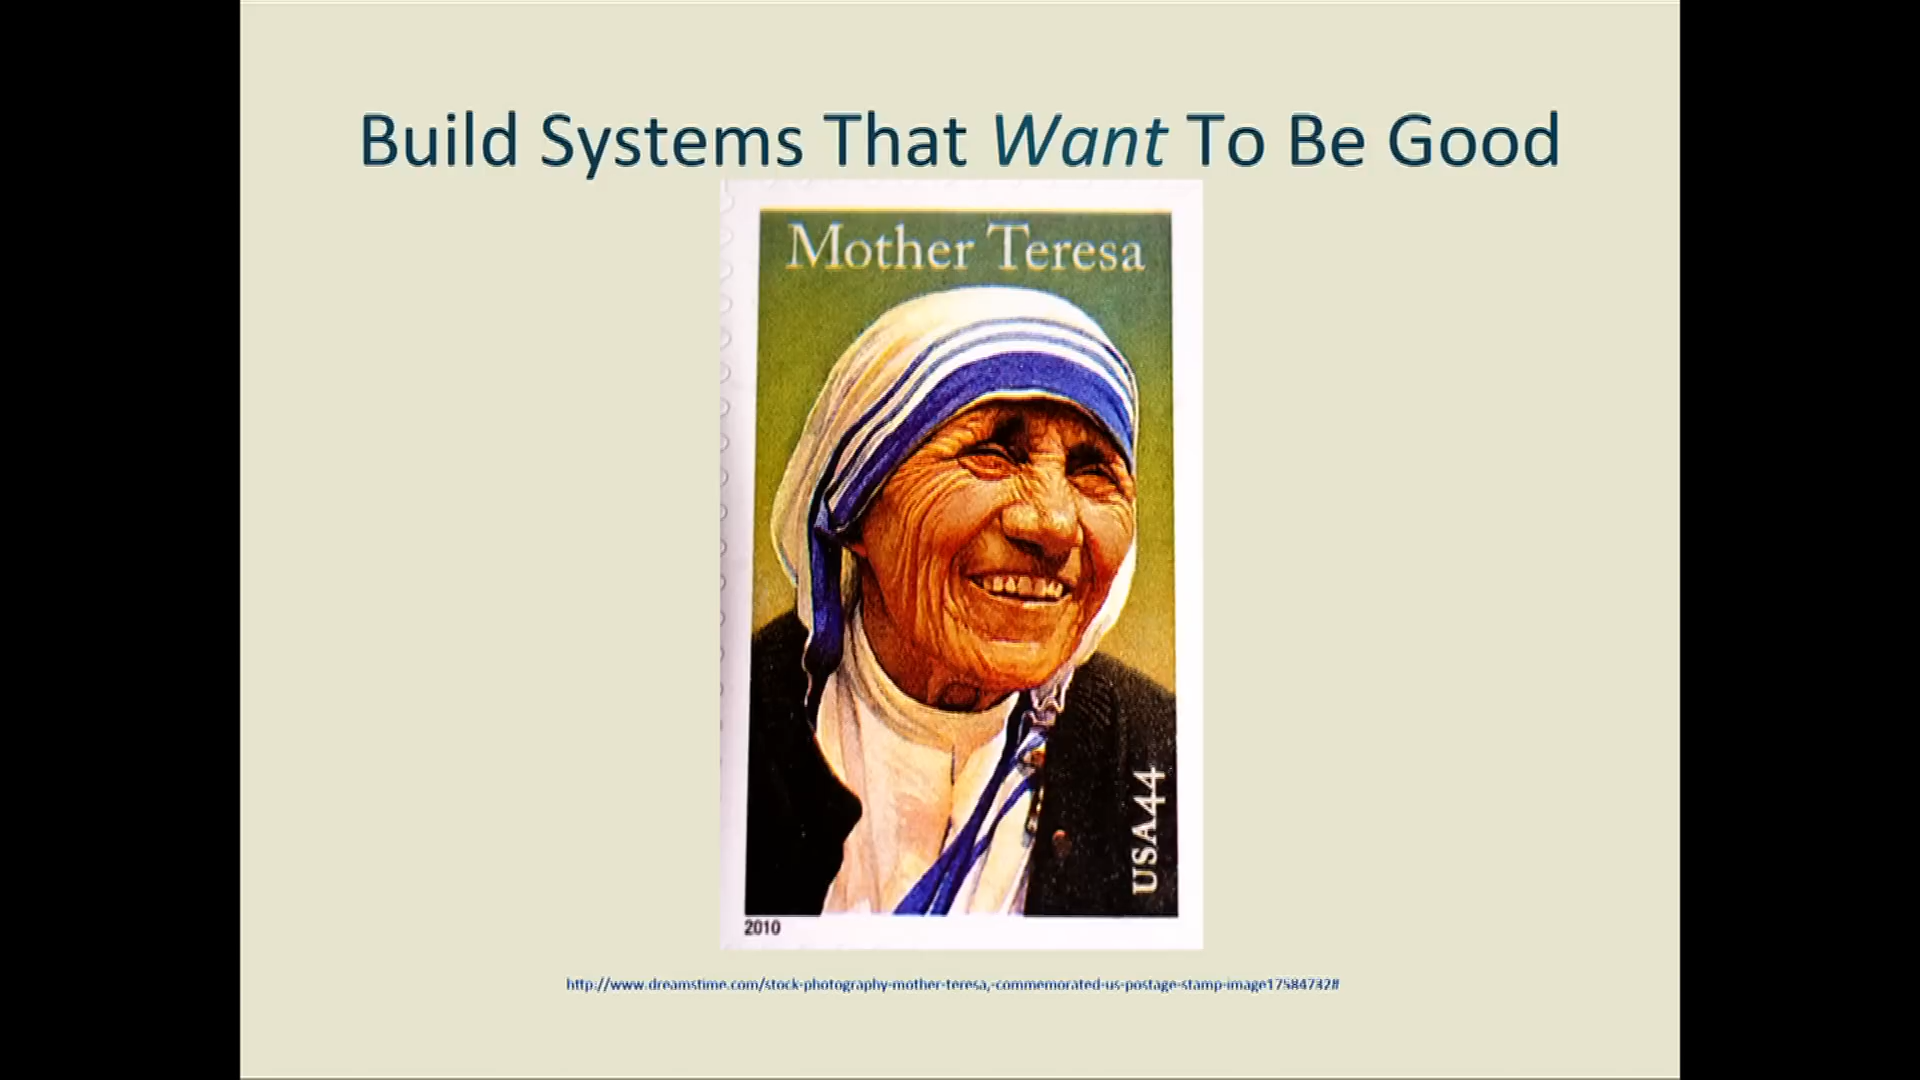 Build Systems That Want To Be Good
Mother Teresa
USA44
2010
http://www.dreamstime.com/stock-photography-mother-teresa,-commemorated-us-postage-stamp-image17584732#